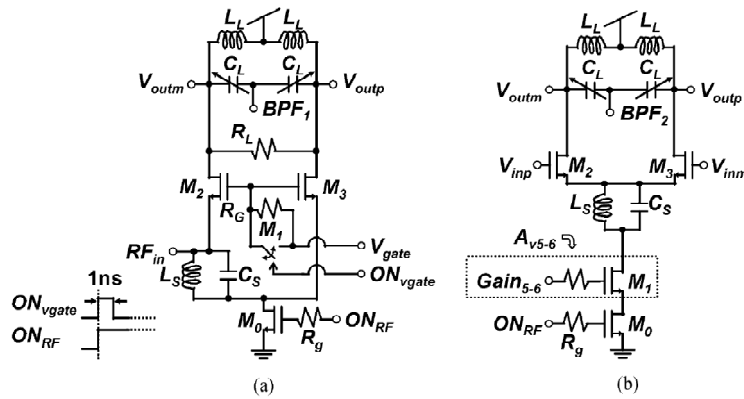 L_L L_L
C_L C_L
V_outm V_outp
BPF_1
R_L
M_2 M_3
R_G
M_1
RF_in
V_gate
L_S C_S
ON_vgate
1ns
ON_vgate
ON_RF
M_0
ON_RF
R_g
(a)
L_L L_L
C_L C_L
V_outm V_outp
BPF_2
V_inp M_2 M_3 V_inm
L_S C_S
A_v5-6
Gain_5-6 M_1
ON_RF M_0
R_g
(b)